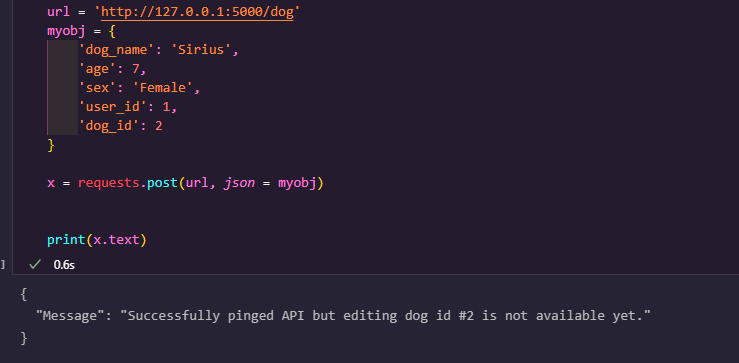 url = 'http://127.0.0.1:5000/dog'
myobj = {
    'dog_name': 'Sirius',
    'age': 7,
    'sex': 'Female',
    'user_id': 1,
    'dog_id': 2
}
x = requests.post(url, json = myobj)
print(x.text)
] ✓ 0.6s
{
  "Message": "Successfully pinged API but editing dog id #2 is not available yet."
}